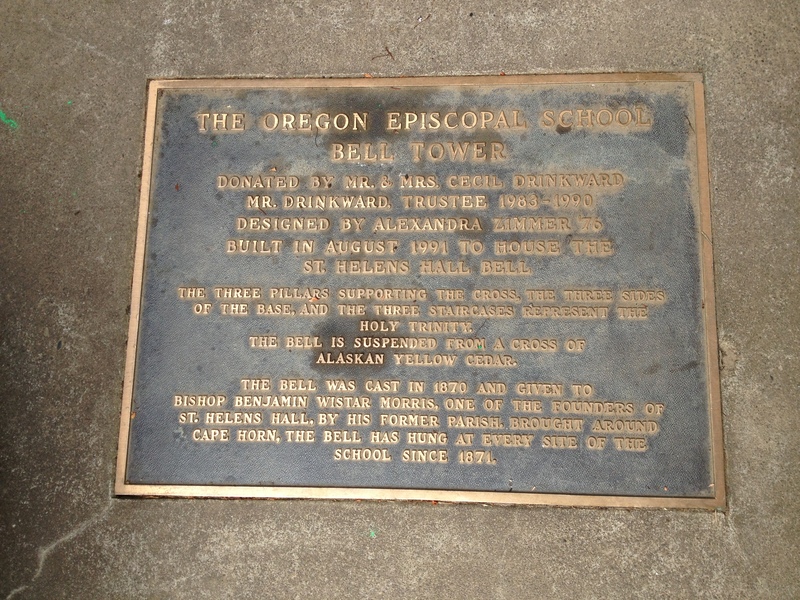 THE OREGON EPISCOPAL SCHOOL
BELL TOWER
DONATED BY MR. & MRS. CECIL DRINKWARD
MR. DRINKWARD, TRUSTEE 1983-1990
DESIGNED BY ALEXANDRA ZIMMER '76
BUILT IN AUGUST 1991 TO HOUSE THE
ST. HELENS HALL BELL
THE THREE PILLARS SUPPORTING THE CROSS, THE THREE SIDES
OF THE BASE, AND THE THREE STAIRCASES REPRESENT THE
HOLY TRINITY.
THE BELL IS SUSPENDED FROM A CROSS OF
ALASKAN YELLOW CEDAR.
THE BELL WAS CAST IN 1870 AND GIVEN TO
BISHOP BENJAMIN WISTAR MORRIS, ONE OF THE FOUNDERS OF
ST. HELENS HALL, BY HIS FORMER PARISH. BROUGHT AROUND
CAPE HORN, THE BELL HAS HUNG AT EVERY SITE OF THE
SCHOOL SINCE 1871.